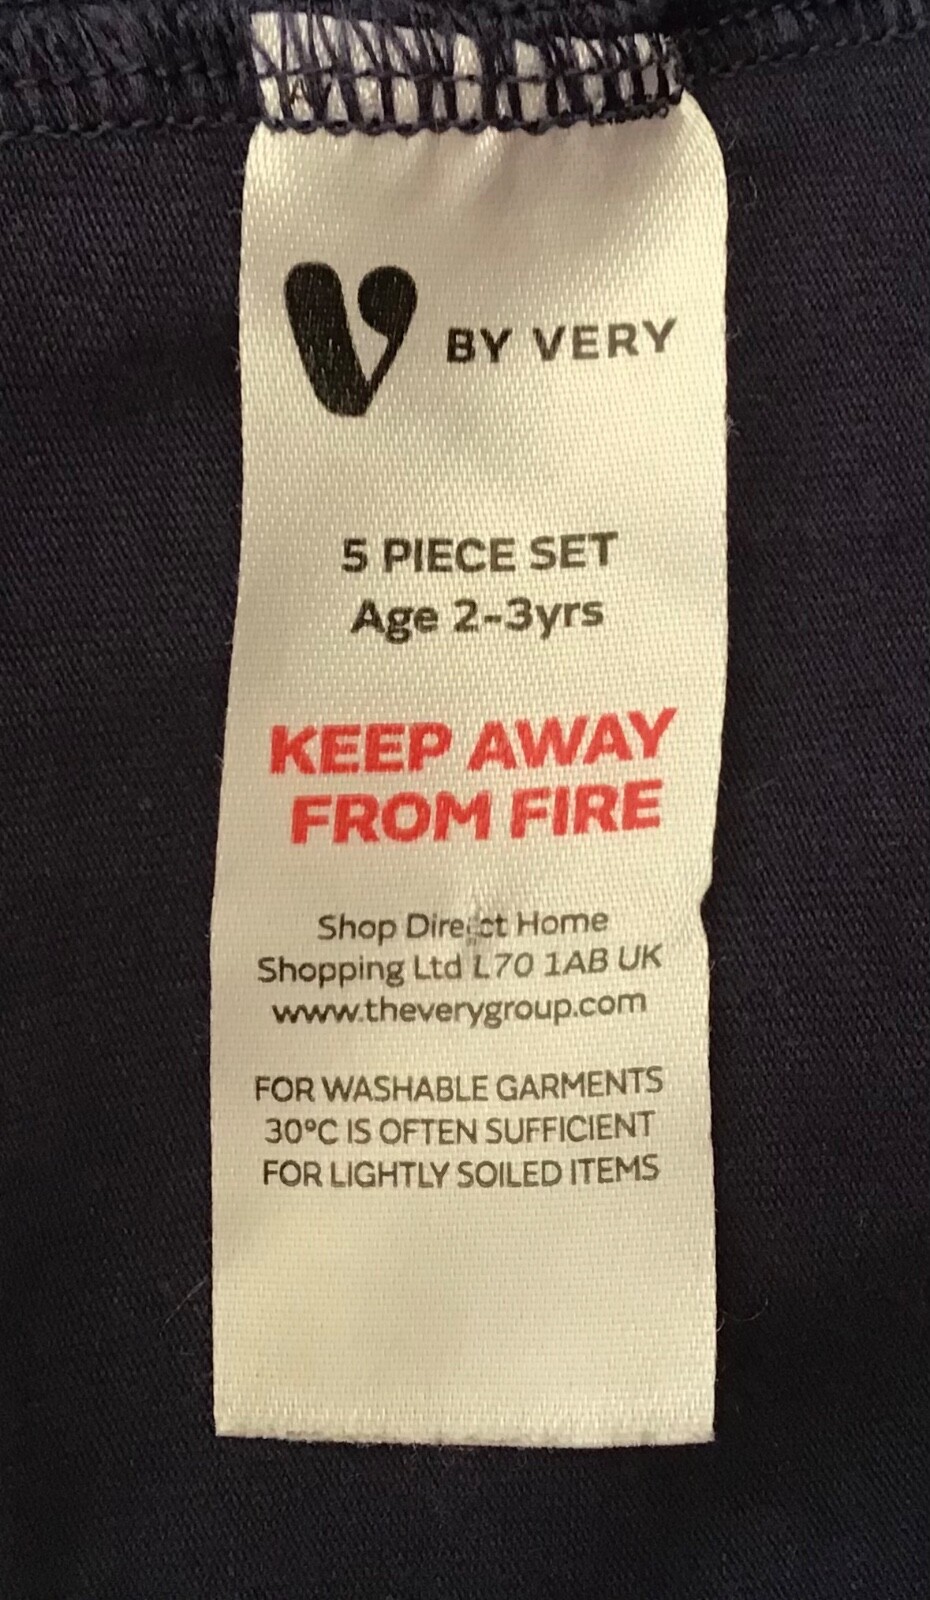 V BY VERY
5 PIECE SET
Age 2-3yrs
KEEP AWAY
FROM FIRE
Shop Direct Home
Shopping Ltd L70 1AB UK
www.theverygroup.com
FOR WASHABLE GARMENTS
30°C IS OFTEN SUFFICIENT
FOR LIGHTLY SOILED ITEMS